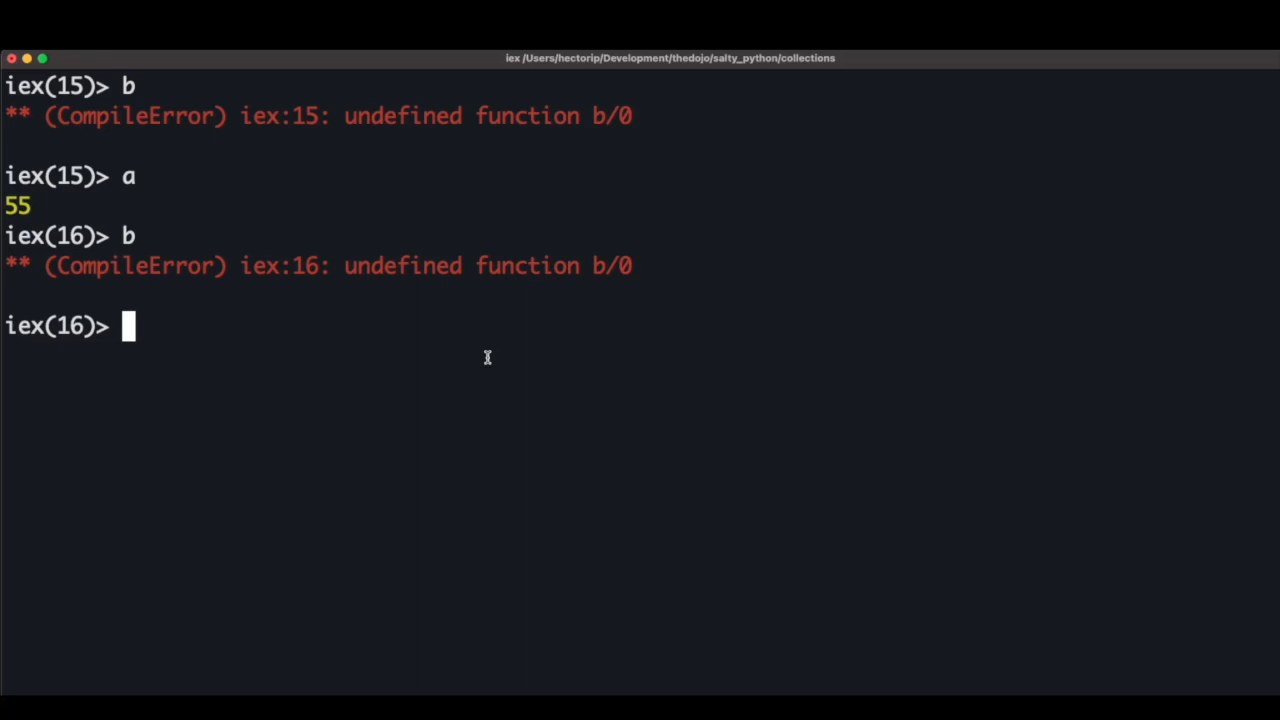 iex /Users/hectorip/Development/thedojo/salty_python/collections
iex(15)> b
** (CompileError) iex:15: undefined function b/0
iex(15)> a
55
iex(16)> b
** (CompileError) iex:16: undefined function b/0
iex(16)>